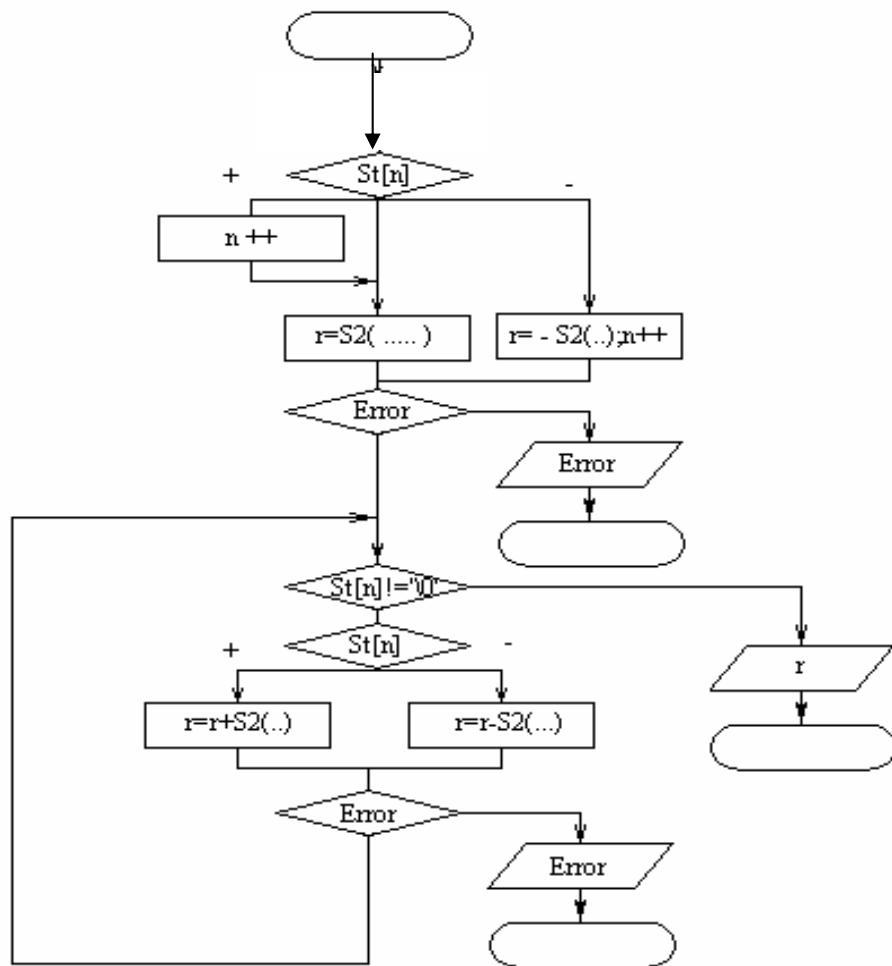 +
St[n]
-
n ++
r=S2( ..... )
r= - S2(..);n++
Error
Error
St[n]!='\0'
+
St[n]
-
r
r=r+S2(..)
r=r-S2(...)
Error
Error